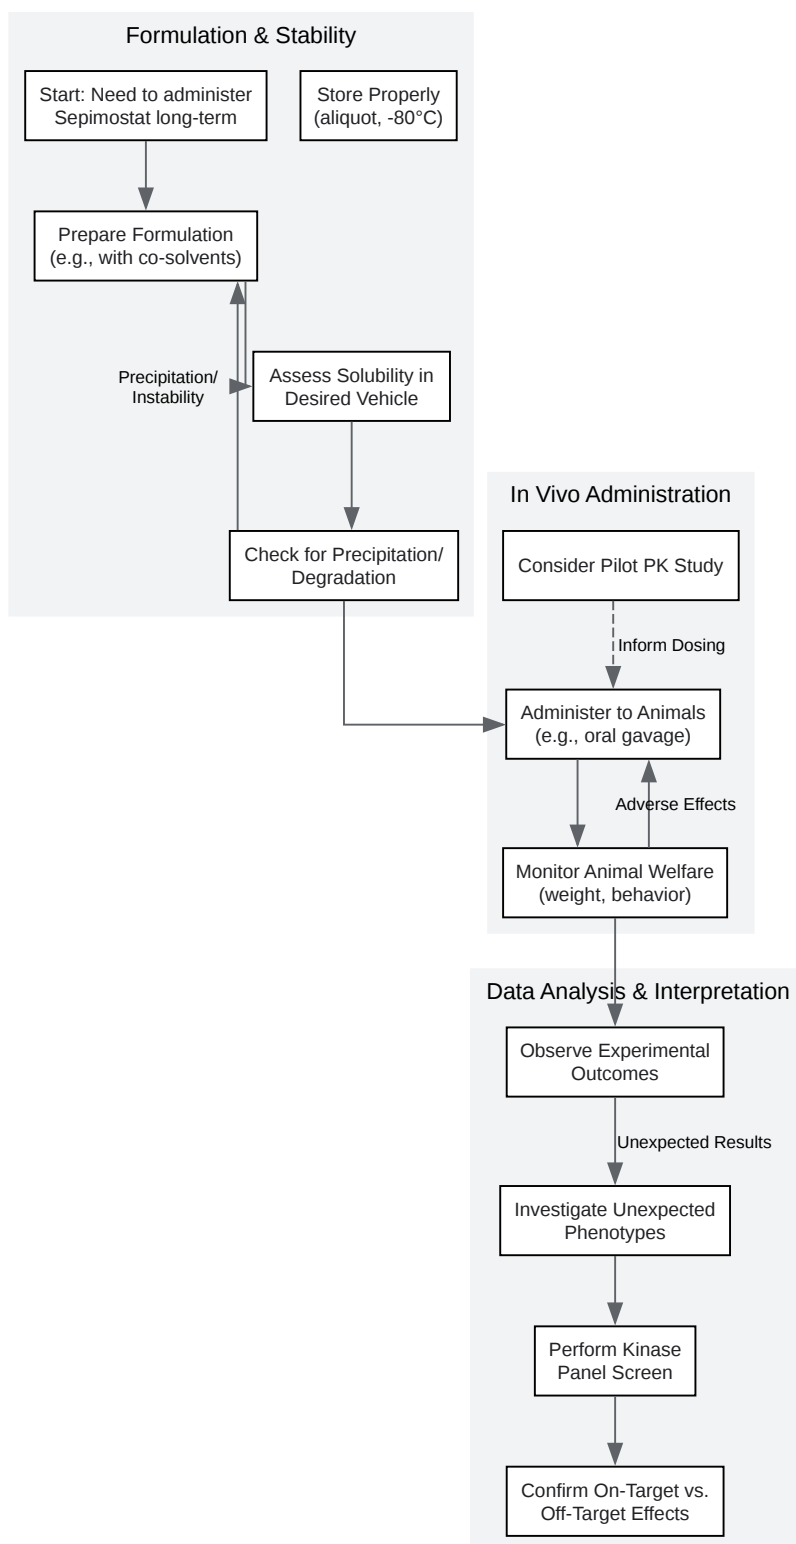 Formulation & Stability
Start: Need to administer
Sepimostat long-term
Store Properly
(aliquot, -80°C)
Prepare Formulation
(e.g., with co-solvents)
Precipitation/
Instability
Assess Solubility in
Desired Vehicle
Check for Precipitation/
Degradation
In Vivo Administration
Consider Pilot PK Study
Inform Dosing
Administer to Animals
(e.g., oral gavage)
Adverse Effects
Monitor Animal Welfare
(weight, behavior)
Data Analysis & Interpretation
Observe Experimental
Outcomes
Unexpected Results
Investigate Unexpected
Phenotypes
Perform Kinase
Panel Screen
Confirm On-Target vs.
Off-Target Effects